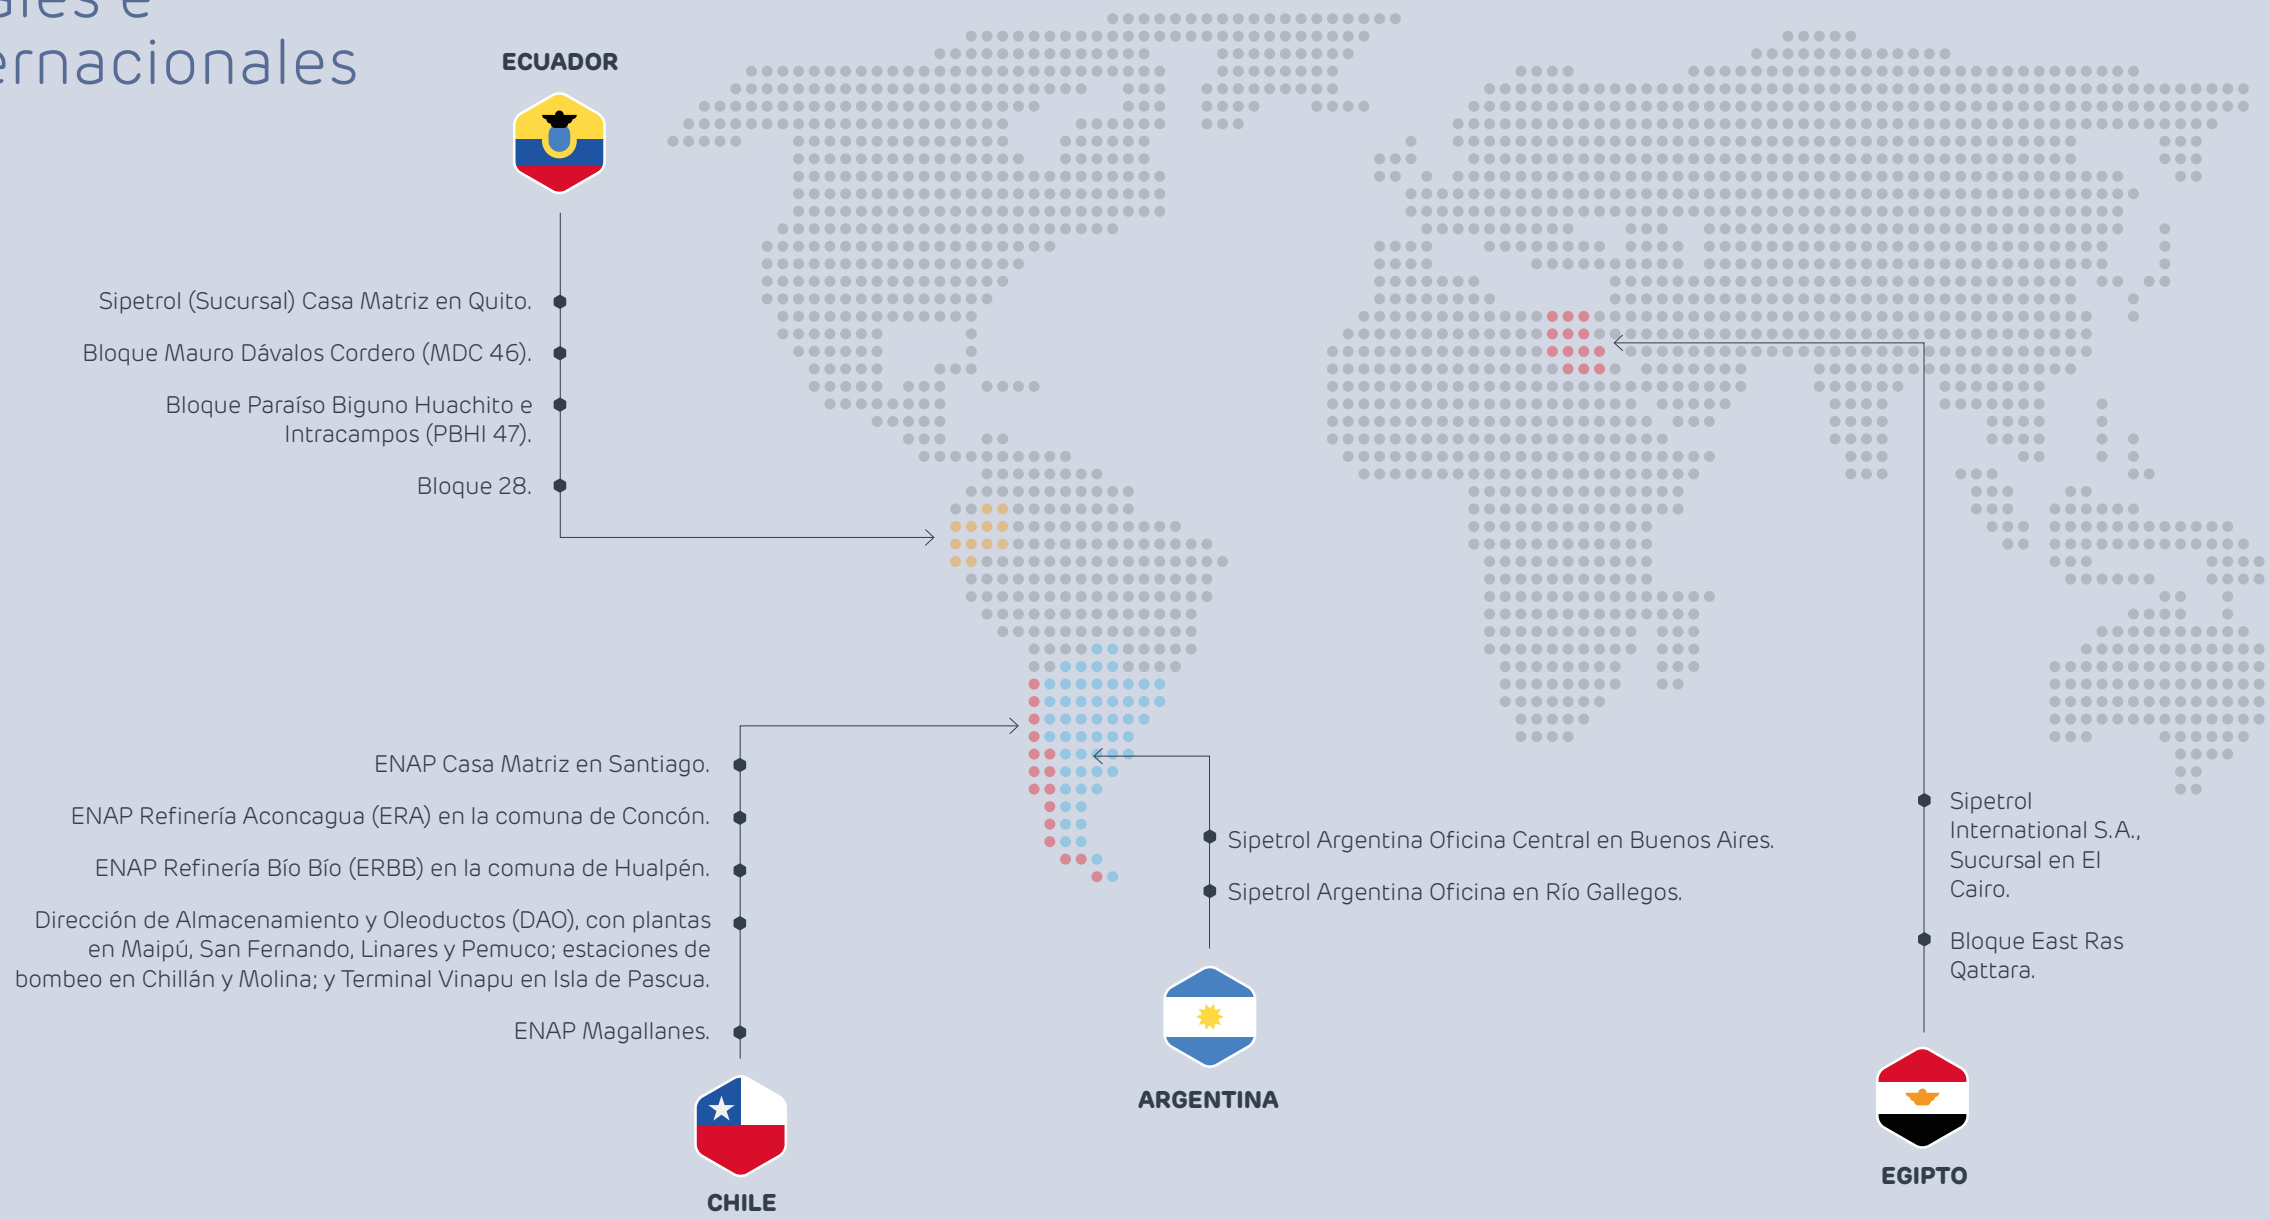 ernacionales
ECUADOR
Sipetrol (Sucursal) Casa Matriz en Quito.
Bloque Mauro Dávalos Cordero (MDC 46).
Bloque Paraíso Biguno Huachito e
Intracampos (PBHI 47).
Bloque 28.
ENAP Casa Matriz en Santiago.
ENAP Refinería Aconcagua (ERA) en la comuna de Concón.
ENAP Refinería Bío Bío (ERBB) en la comuna de Hualpén.
Dirección de Almacenamiento y Oleoductos (DAO), con plantas
en Maipú, San Fernando, Linares y Pemuco; estaciones de
bombeo en Chillán y Molina; y Terminal Vinapu en Isla de Pascua.
ENAP Magallanes.
CHILE
Sipetrol Argentina Oficina Central en Buenos Aires.
Sipetrol Argentina Oficina en Río Gallegos.
ARGENTINA
Sipetrol
International S.A.,
Sucursal en El
Cairo.
Bloque East Ras
Qattara.
EGIPTO